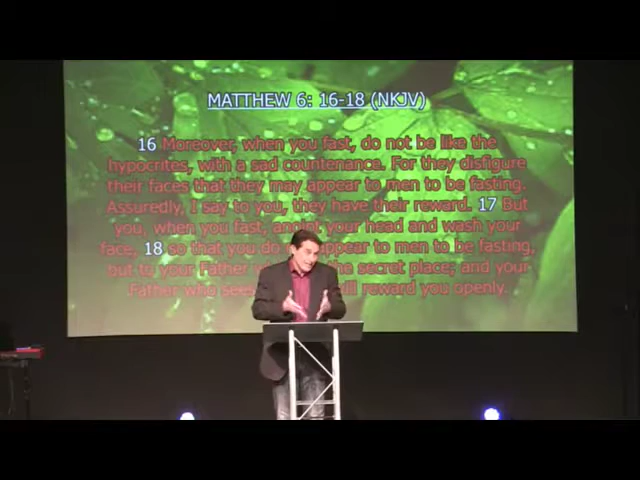 MATTHEW 6: 16-18 (NKJV)
16 Moreover, when you fast, do not be like the
hypocrites, with a sad countenance. For they disfigure
their faces that they may appear to men to be fasting.
Assuredly, I say to you, they have their reward. 17 But
you, when you fast, anoint your head and wash your
face, 18 so that you do appear to men to be fasting,
but to your Father the secret place; and your
Father who reward you openly.